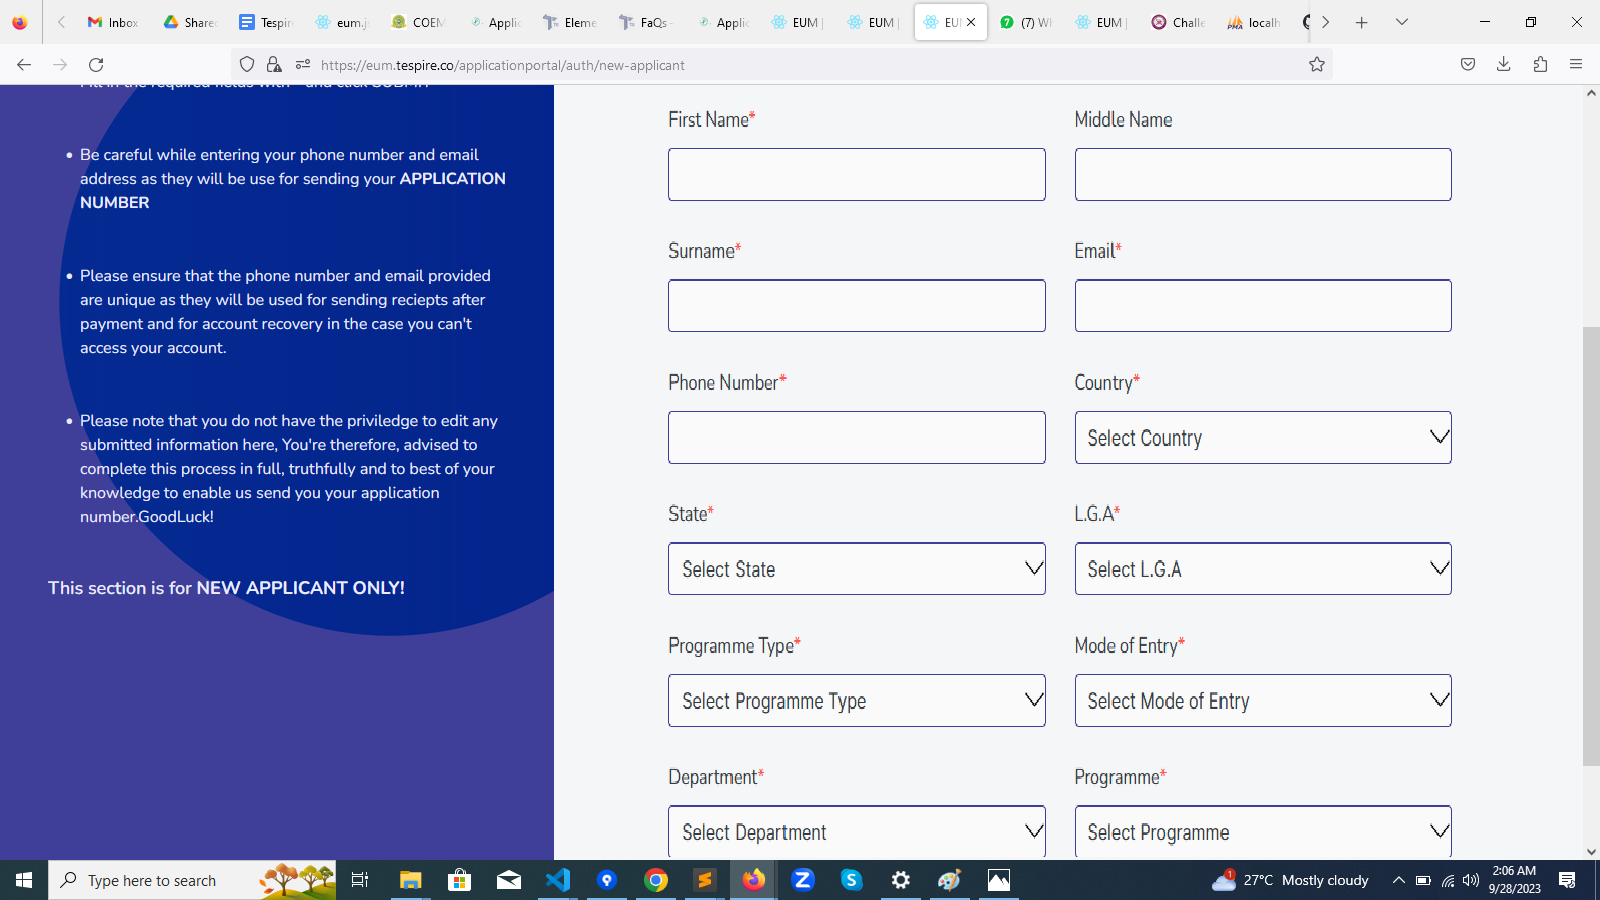 Inbox
Shared
Tespire
eum.js
COEM
Applic
Eleme
FaQs -
Applic
EUM |
EUM |
EUM
(7) Wh
EUM |
Challe
localh
https://eum.tespire.co/applicationportal/auth/new-applicant
Be careful while entering your phone number and email
address as they will be use for sending your APPLICATION
NUMBER
Please ensure that the phone number and email provided
are unique as they will be used for sending reciepts after
payment and for account recovery in the case you can't
access your account.
Please note that you do not have the priviledge to edit any
submitted information here, You're therefore, advised to
complete this process in full, truthfully and to best of your
knowledge to enable us send you your application
number.GoodLuck!
This section is for NEW APPLICANT ONLY!
First Name*
Middle Name
Surname*
Email*
Phone Number*
Country*
Select Country
State*
L.G.A*
Select State
Select L.G.A
Programme Type*
Mode of Entry*
Select Programme Type
Select Mode of Entry
Department*
Programme*
Select Department
Select Programme
Type here to search
1
27°C Mostly cloudy
2:06 AM
9/28/2023